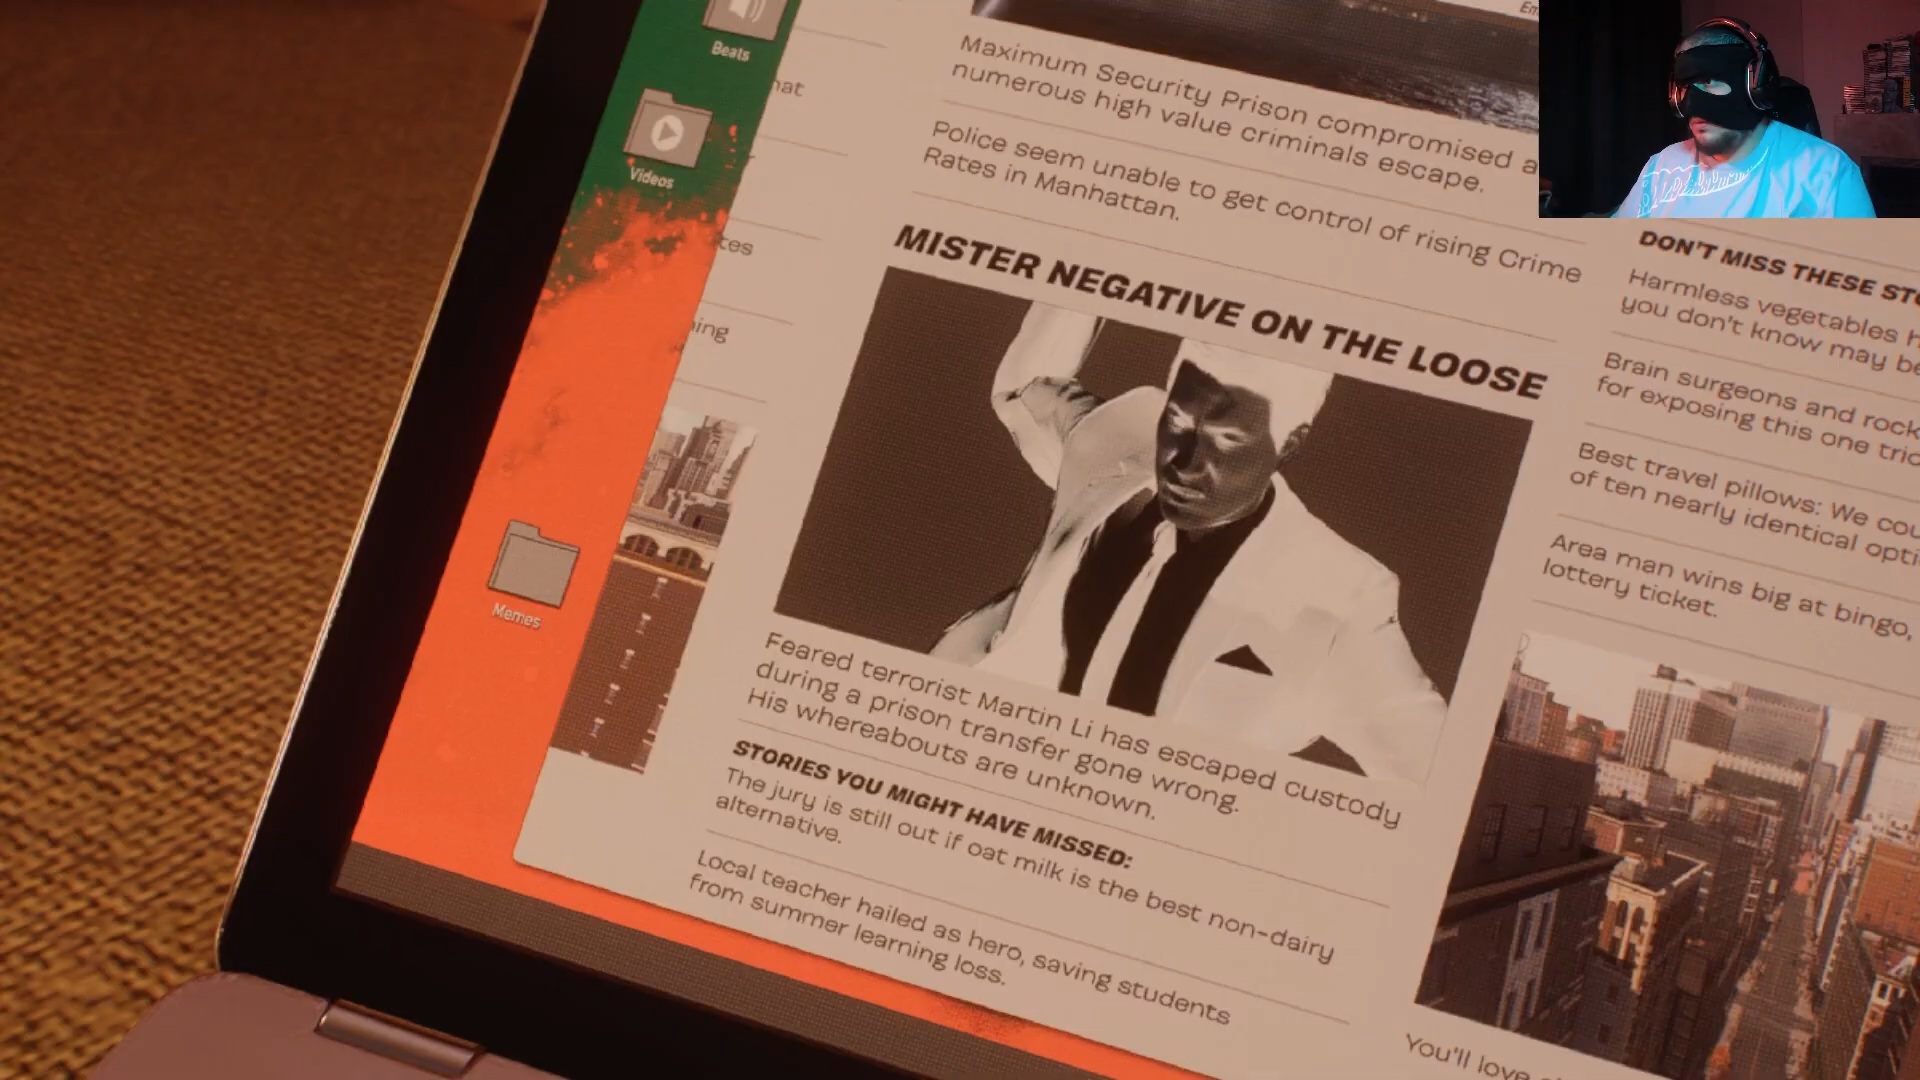 Beats
Videos
Memes
Maximum Security Prison compromised
numerous high value criminals escape.
Police seem unable to get control of rising Crime
Rates in Manhattan.
MISTER NEGATIVE ON THE LOOSE
Feared terrorist Martin Li has escaped custody
during a prison transfer gone wrong.
His whereabouts are unknown.
STORIES YOU MIGHT HAVE MISSED:
The jury is still out if oat milk is the best non-dairy
alternative.
Local teacher hailed as hero, saving students
from summer learning loss.
DON'T MISS THESE
Harmless vegetables
you don't know may
Brain surgeons and
for exposing this one
Best travel pillows: We
of ten nearly identical
Area man wins big at bingo,
lottery ticket.
You'll love